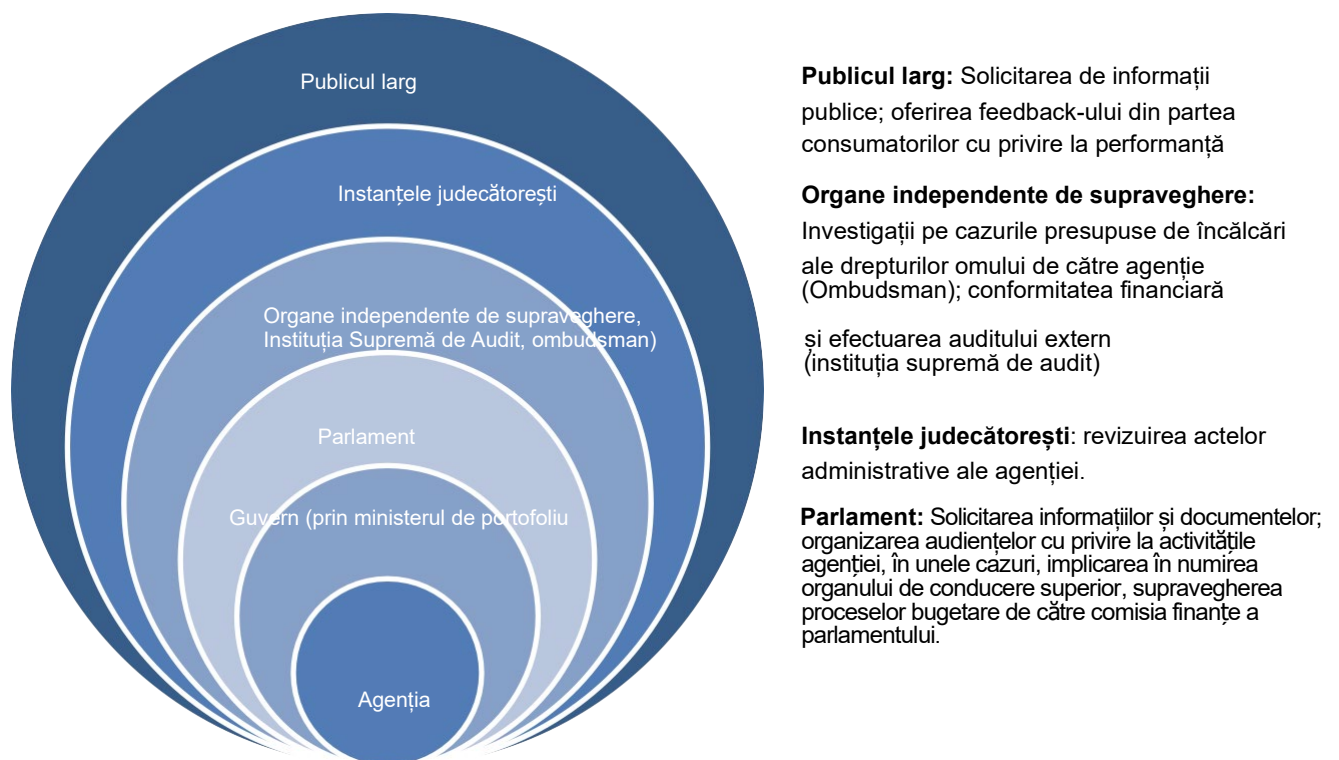 Publicul larg
Instanțele judecătorești
Organe independente de supraveghere,
Instituția Supremă de Audit, ombudsman)
Parlament
Guvern (prin ministerul de portofoliu
Agenția
Publicul larg: Solicitarea de informații
publice; oferirea feedback-ului din partea
consumatorilor cu privire la performanță
Organe independente de supraveghere:
Investigații pe cazurile presupuse de încălcări
ale drepturilor omului de către agenție
(Ombudsman); conformitatea financiară
și efectuarea auditului extern
(instituția supremă de audit)
Instanțele judecătorești: revizuirea actelor
administrative ale agenției.
Parlament: Solicitarea informațiilor și documentelor;
organizarea audiențelor cu privire la activitățile
agenției, în unele cazuri, implicarea în numirea
organului de conducere superior, supravegherea
proceselor bugetare de către comisia finanțe a
parlamentului.